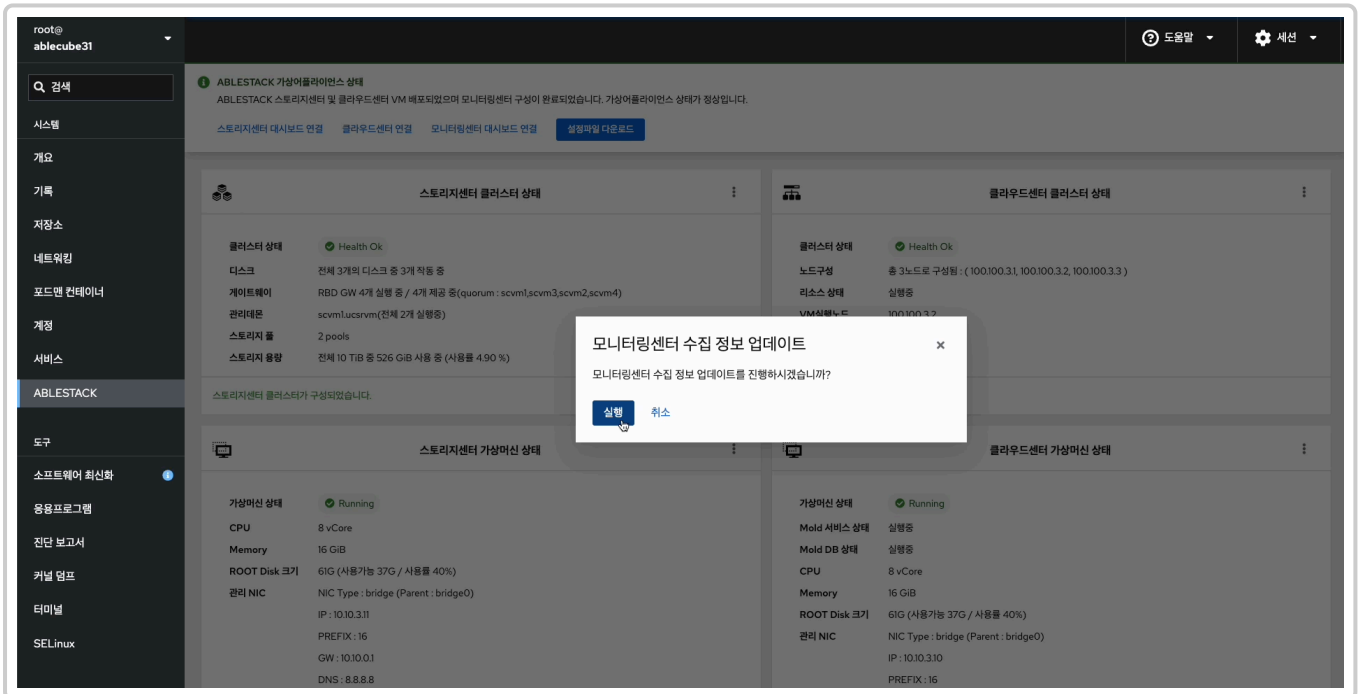 root@
ablecube31
도움말
세션
검색
시스템
개요
기록
저장소
네트워킹
포드맨 컨테이너
계정
서비스
ABLESTACK
도구
소프트웨어 최신화
응용프로그램
진단 보고서
커널 덤프
터미널
SELinux
ABLESTACK 가상어플라이언스 상태
ABLESTACK 스토리지센터 및 클라우드센터 VM 배포되었으며 모니터링센터 구성이 완료되었습니다. 가상어플라이언스 상태가 정상입니다.
스토리지센터 대시보드 연결 클라우드센터 연결 모니터링센터 대시보드 연결 설정파일 다운로드
스토리지센터 클러스터 상태
클러스터 상태 Health Ok
디스크 전체 3개의 디스크 중 3개 작동 중
게이트웨이 RBD GW 4개 실행 중 / 4개 제공 중(quorum : scvm1,scvm3,scvm2,scvm4)
관리데몬 scvm1.ucsrvm(전체 2개 실행중)
스토리지 풀 2 pools
스토리지 용량 전체 10 TiB 중 526 GiB 사용 중 (사용률 4.90 %)
스토리지센터 클러스터가 구성되었습니다.
클라우드센터 클러스터 상태
클러스터 상태 Health Ok
노드구성 총 3노드로 구성됨 : ( 100.100.3.1, 100.100.3.2, 100.100.3.3 )
리소스 상태 실행중
VM실행노드 100.100.3.2
모니터링센터 수집 정보 업데이트
모니터링센터 수집 정보 업데이트를 진행하시겠습니까?
실행 취소
스토리지센터 가상머신 상태
가상머신 상태 Running
CPU 8 vCore
Memory 16 GiB
ROOT Disk 크기 61G (사용가능 37G / 사용률 40%)
관리 NIC NIC Type : bridge (Parent : bridge0)
IP : 10.10.3.11
PREFIX : 16
GW : 10.10.0.1
DNS : 8.8.8.8
클라우드센터 가상머신 상태
가상머신 상태 Running
Mold 서비스 상태 실행중
Mold DB 상태 실행중
CPU 8 vCore
Memory 16 GiB
ROOT Disk 크기 61G (사용가능 37G / 사용률 40%)
관리 NIC NIC Type : bridge (Parent : bridge0)
IP : 10.10.3.10
PREFIX : 16